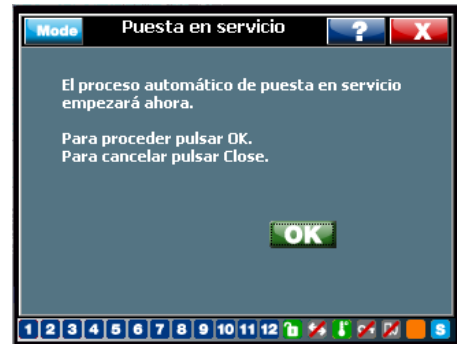 Mode Puesta en servicio ? X
El proceso automático de puesta en servicio
empezará ahora.
Para proceder pulsar OK.
Para cancelar pulsar Close.
OK
1 2 3 4 5 6 7 8 9 10 11 12 S